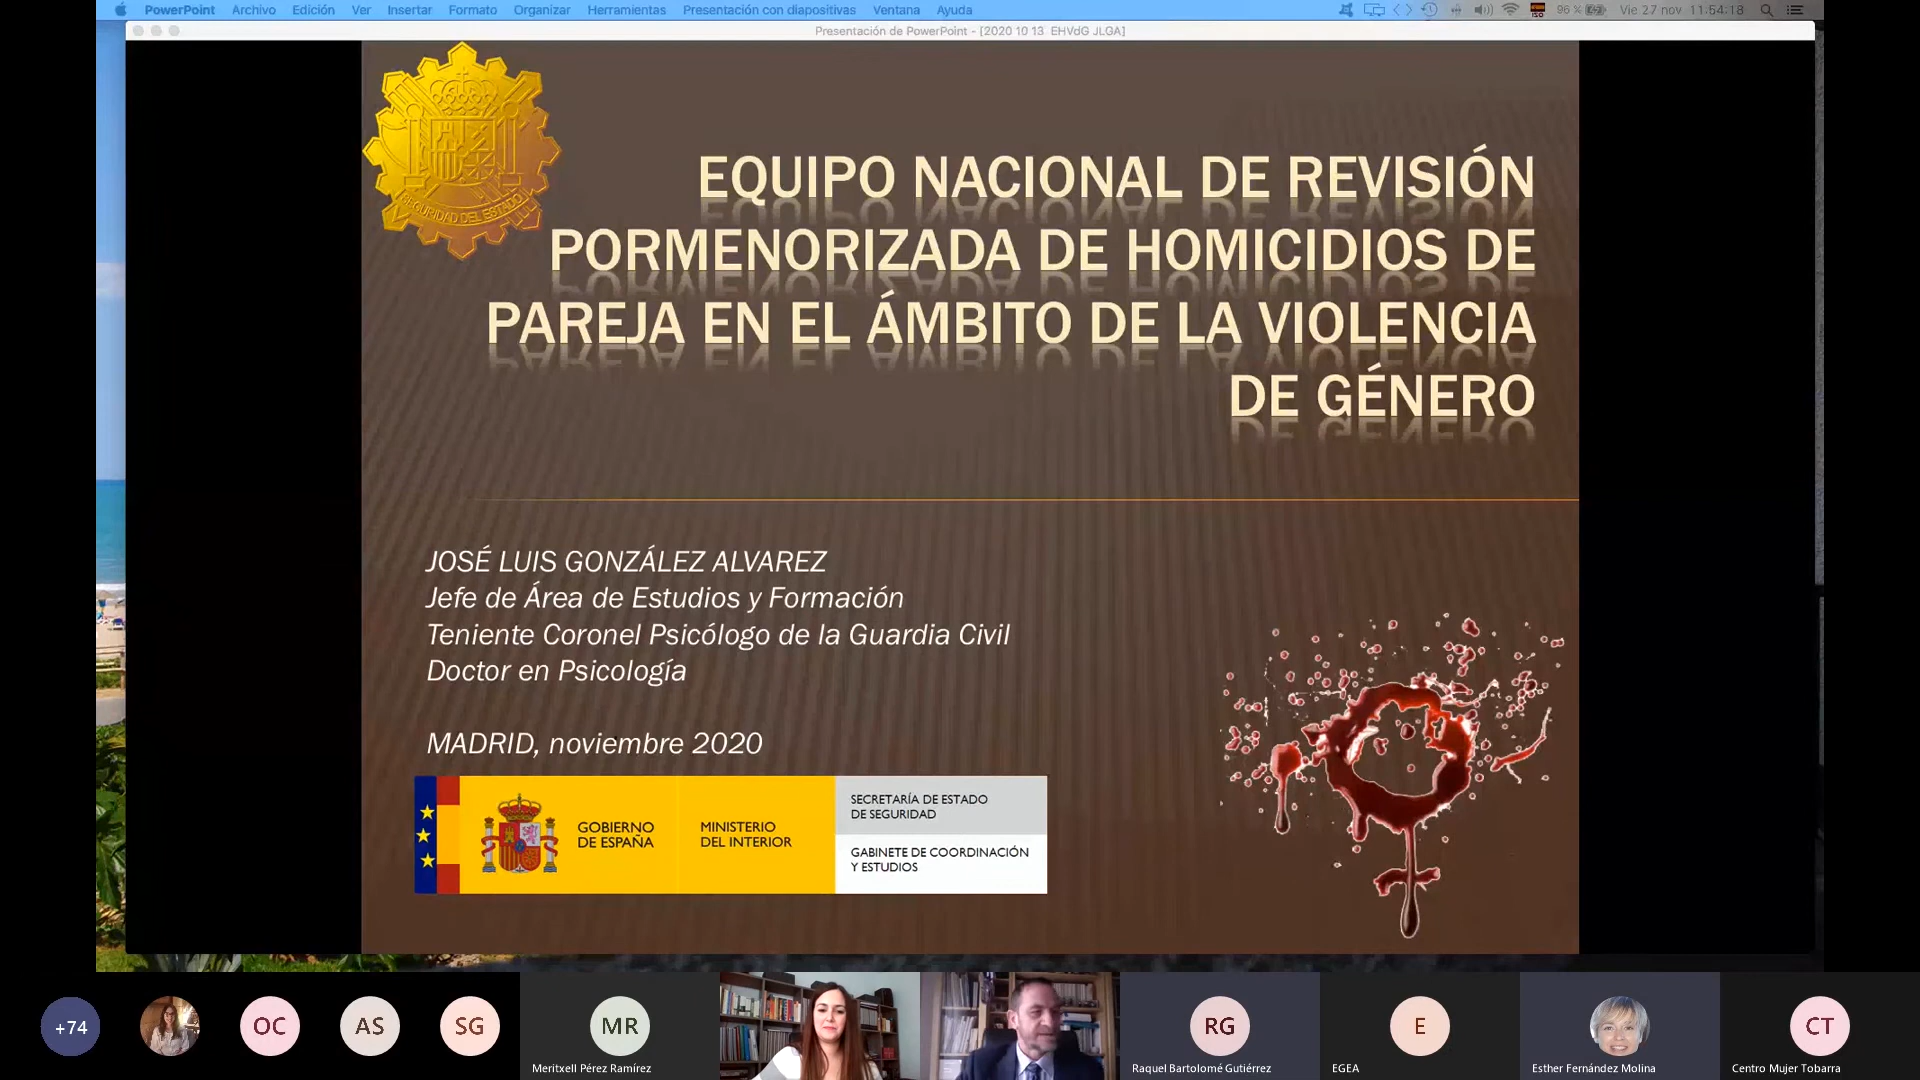 PowerPoint Archivo Edición Ver Insertar Formato Organizar Herramientas Presentación con diapositivas Ventana Ayuda 96 % Vie 27 nov 11:54:18
Presentación de PowerPoint - [2020 10 13 EHVdG JLGA]
SEGURIDAD DEL ESTADO
EQUIPO NACIONAL DE REVISIÓN
PORMENORIZADA DE HOMICIDIOS DE
PAREJA EN EL ÁMBITO DE LA VIOLENCIA
DE GÉNERO
JOSÉ LUIS GONZÁLEZ ALVAREZ
Jefe de Área de Estudios y Formación
Teniente Coronel Psicólogo de la Guardia Civil
Doctor en Psicología
MADRID, noviembre 2020
GOBIERNO
DE ESPAÑA
MINISTERIO
DEL INTERIOR
SECRETARÍA DE ESTADO
DE SEGURIDAD
GABINETE DE COORDINACIÓN
Y ESTUDIOS
+74
OC
AS
SG
MR
Meritxell Pérez Ramírez
RG
Raquel Bartolomé Gutiérrez
E
EGEA
Esther Fernández Molina
CT
Centro Mujer Tobarra